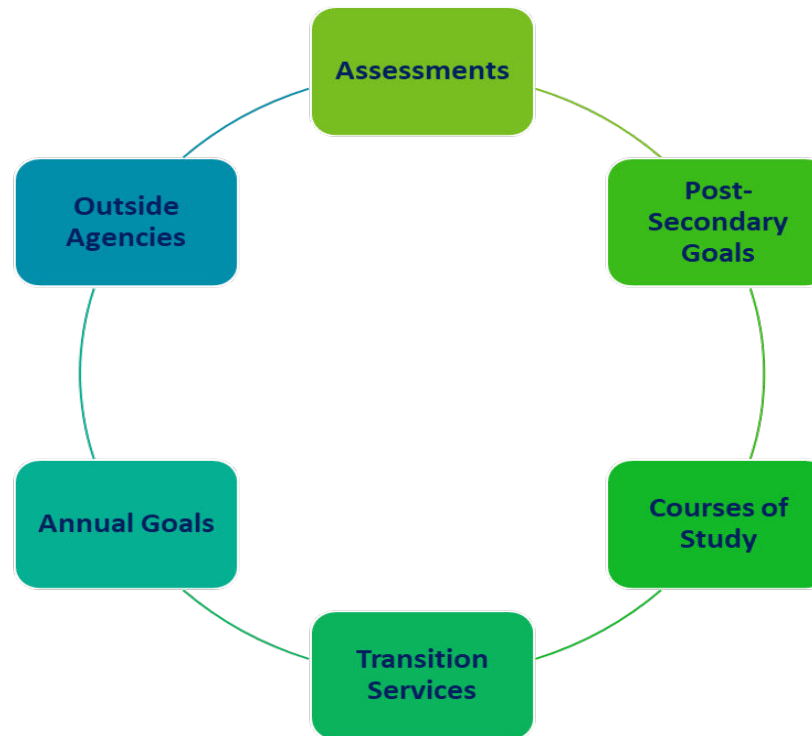 Assessments
Post-
Secondary
Goals
Courses of
Study
Transition
Services
Annual Goals
Outside
Agencies